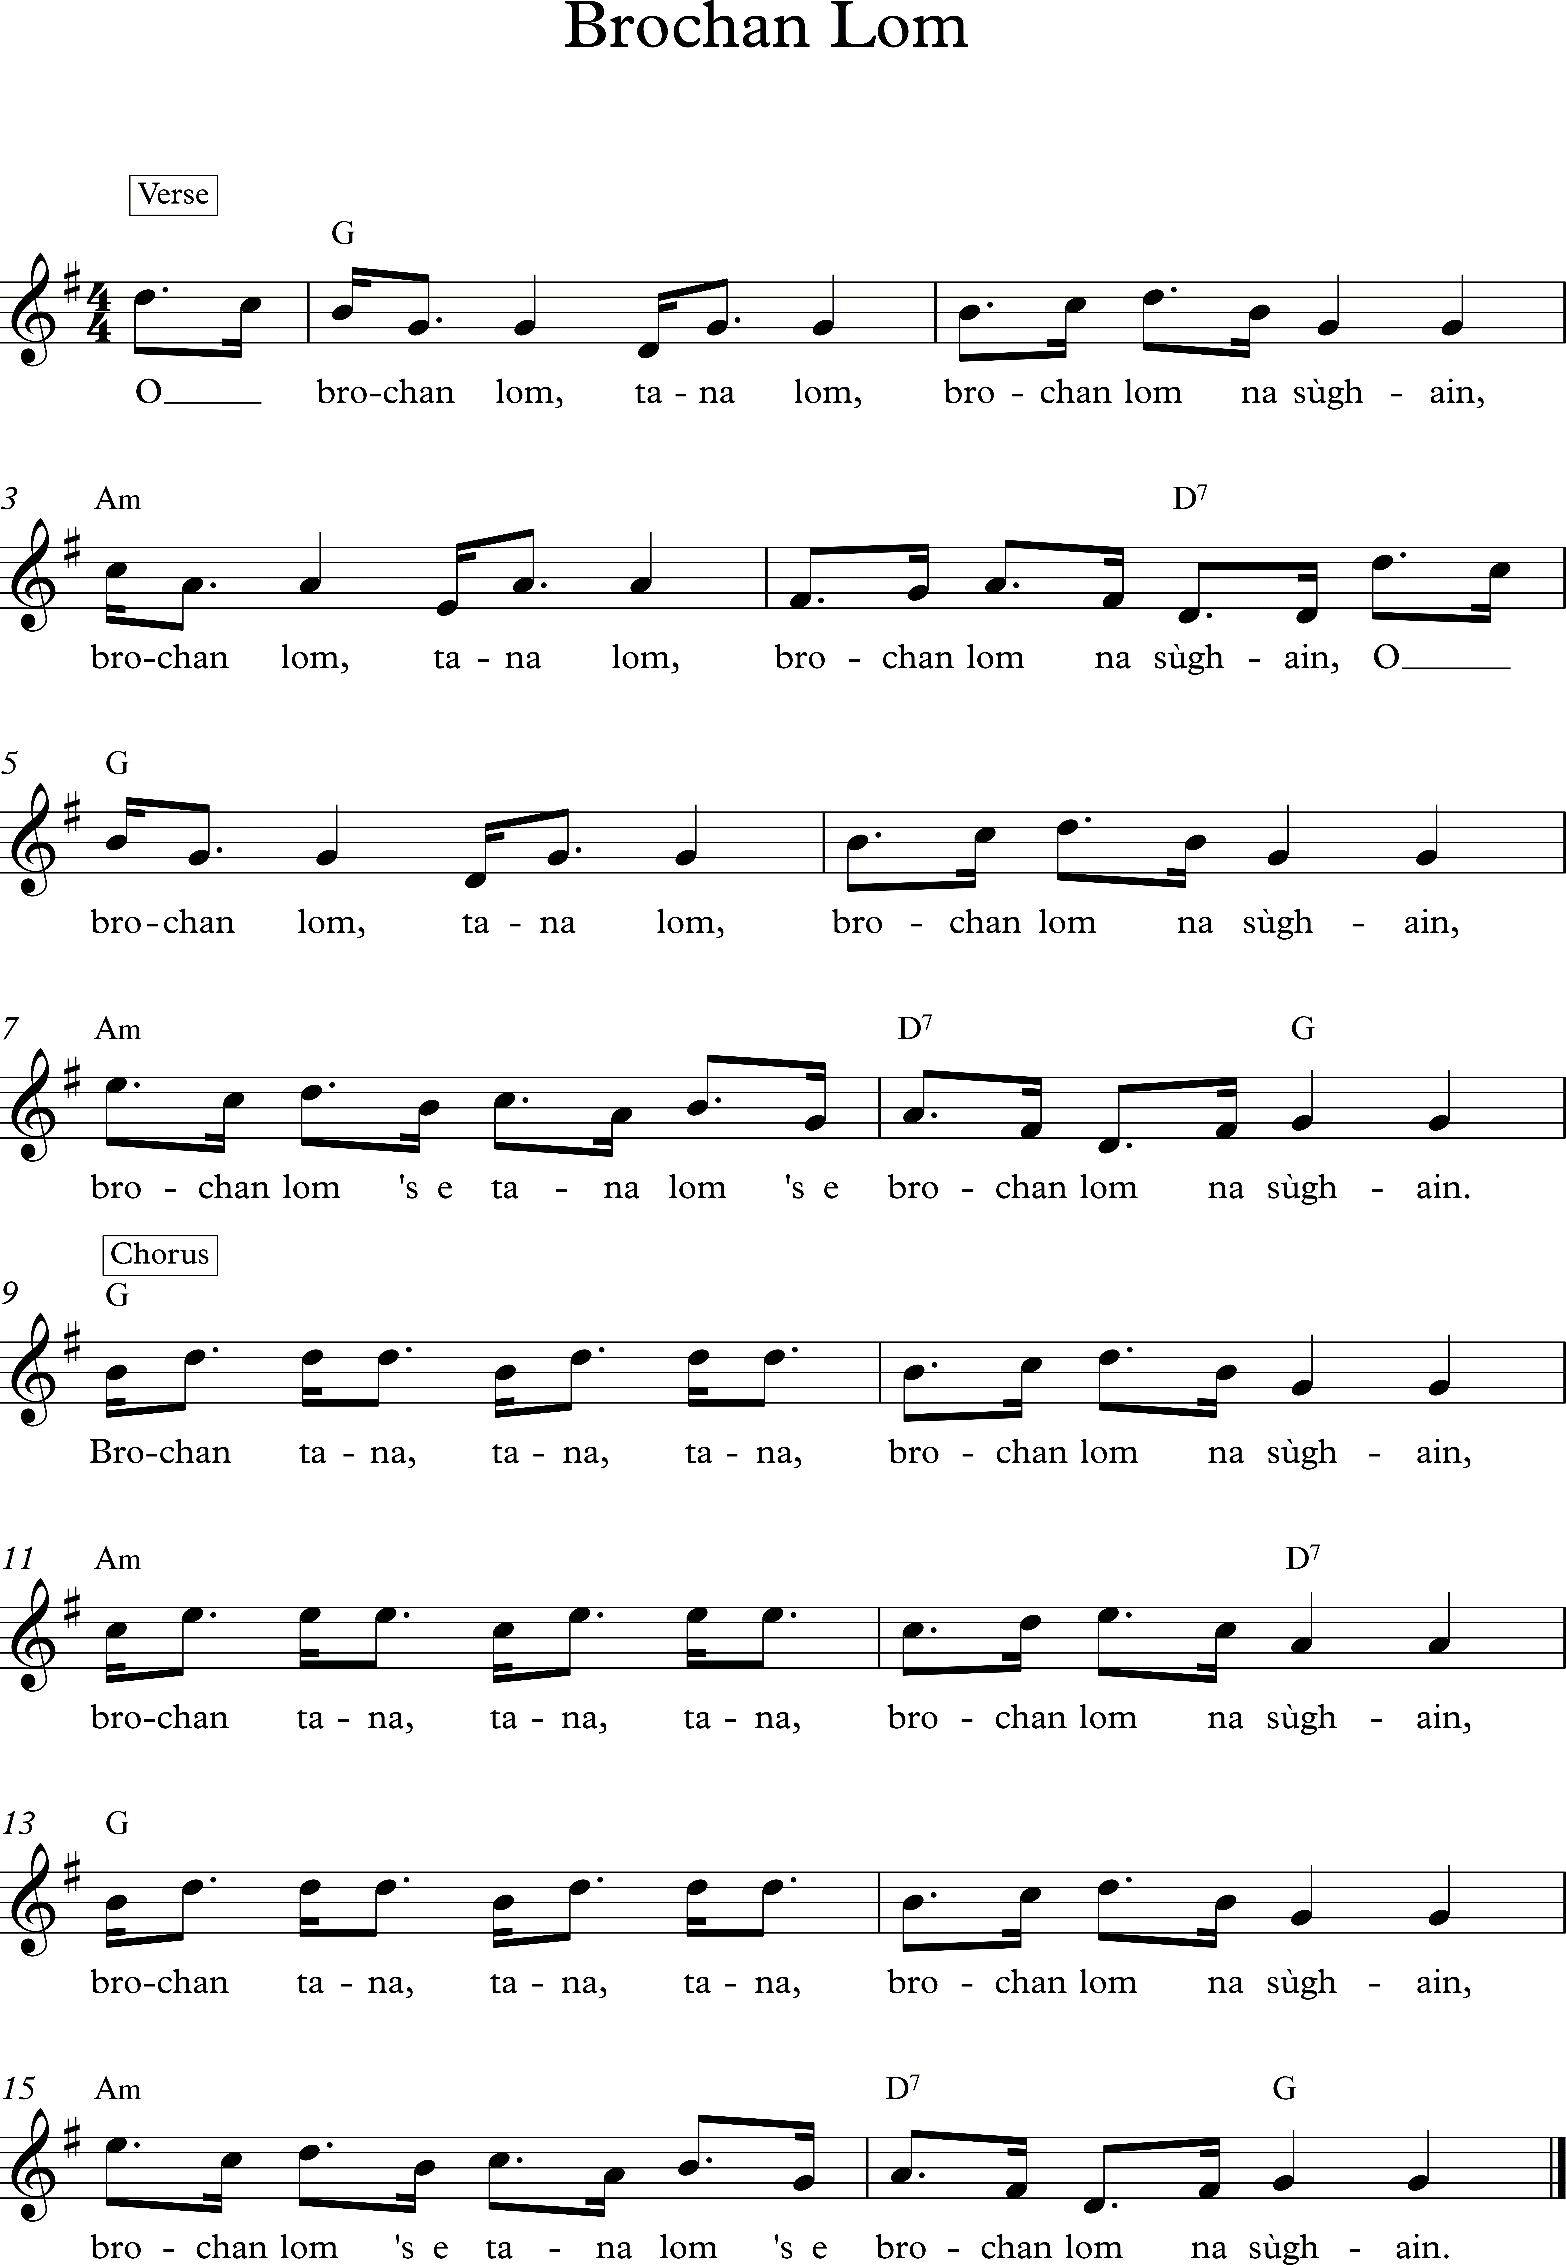 Brochan Lom
Verse
G
O bro-chan lom, ta - na lom, bro - chan lom na sùgh - ain,
3 Am D7
bro-chan lom, ta - na lom, bro - chan lom na sùgh - ain, O
5 G
bro-chan lom, ta - na lom, bro - chan lom na sùgh - ain,
7 Am D7 G
bro - chan lom 's e ta - na lom 's e bro - chan lom na sùgh - ain.
Chorus
9 G
Bro-chan ta - na, ta - na, ta - na, bro - chan lom na sùgh - ain,
11 Am D7
bro-chan ta - na, ta - na, ta - na, bro - chan lom na sùgh - ain,
13 G
bro-chan ta - na, ta - na, ta - na, bro - chan lom na sùgh - ain,
15 Am D7 G
bro - chan lom 's e ta - na lom 's e bro - chan lom na sùgh - ain.